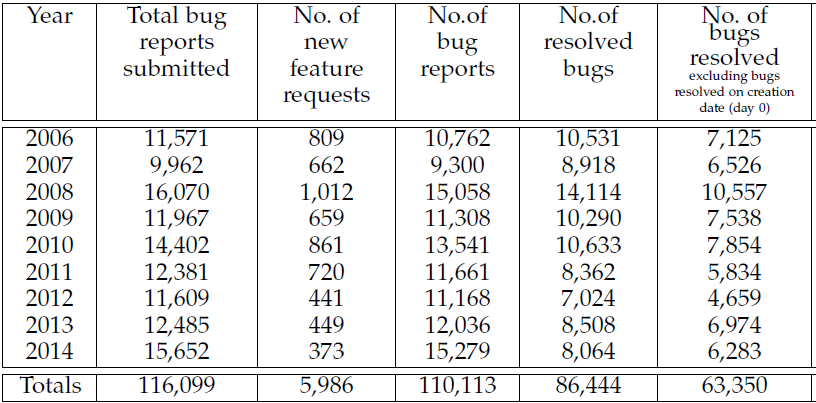 Year Total bug No. of No.of No.of No. of
reports new bug resolved bugs
submitted feature reports bugs resolved
requests excluding bugs
resolved on creation
date (day 0)
2006 11,571 809 10,762 10,531 7,125
2007 9,962 662 9,300 8,918 6,526
2008 16,070 1,012 15,058 14,114 10,557
2009 11,967 659 11,308 10,290 7,538
2010 14,402 861 13,541 10,633 7,854
2011 12,381 720 11,661 8,362 5,834
2012 11,609 441 11,168 7,024 4,659
2013 12,485 449 12,036 8,508 6,974
2014 15,652 373 15,279 8,064 6,283
Totals 116,099 5,986 110,113 86,444 63,350